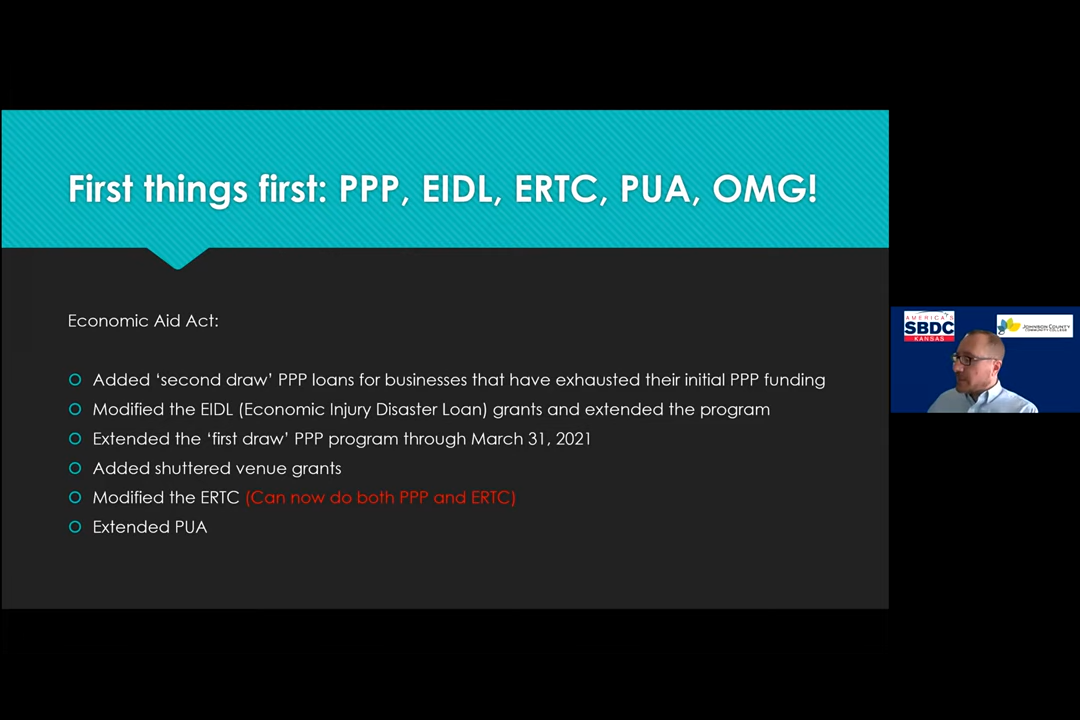 First things first: PPP, EIDL, ERTC, PUA, OMG!
Economic Aid Act:
Added ‘second draw’ PPP loans for businesses that have exhausted their initial PPP funding
Modified the EIDL (Economic Injury Disaster Loan) grants and extended the program
Extended the ‘first draw’ PPP program through March 31, 2021
Added shuttered venue grants
Modified the ERTC (Can now do both PPP and ERTC)
Extended PUA
AMERICA'S
SBDC
KANSAS
JOHNSON COUNTY
COMMUNITY COLLEGE